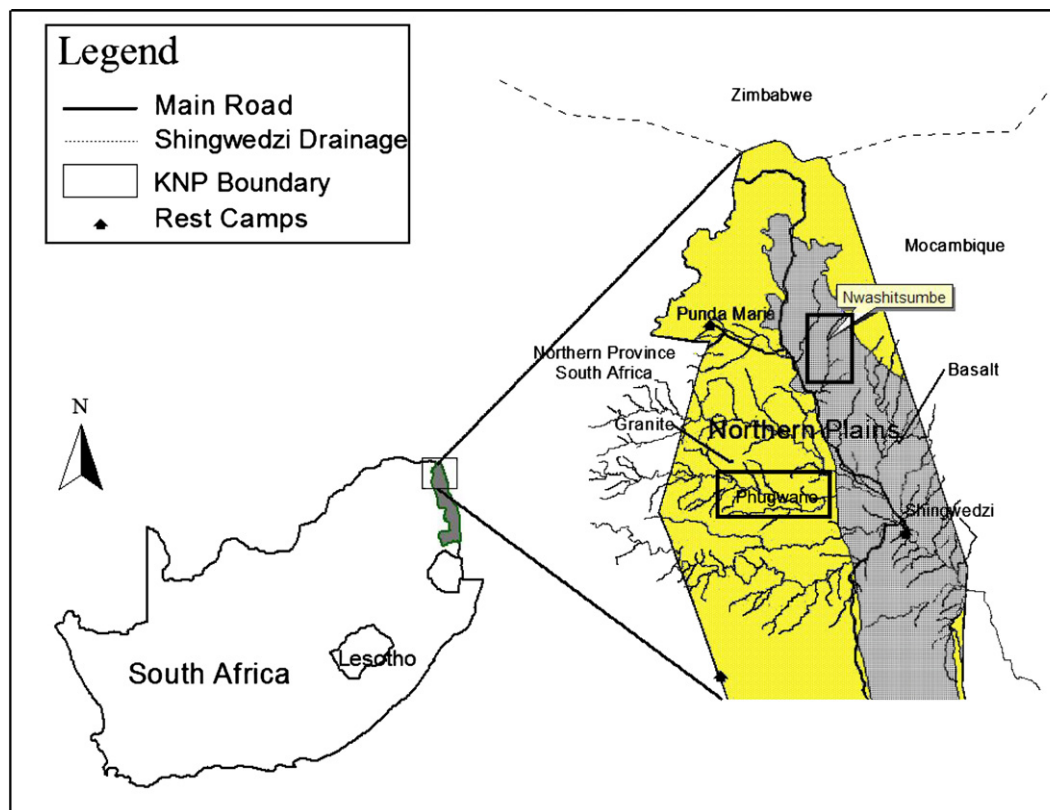 Legend
Main Road
Shingwedzi Drainage
KNP Boundary
Rest Camps
Zimbabwe
Mocambique
Nwashitsumbe
Punda Maria
Northern Province
South Africa
Basalt
Granite
Northern Plains
Phugwane
Shingwedzi
N
South Africa
Lesotho